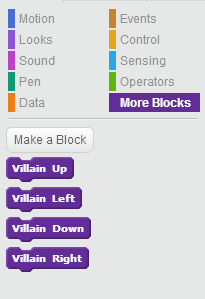 Motion Events
Looks Control
Sound Sensing
Pen Operators
Data More Blocks
Make a Block
Villain Up
Villain Left
Villain Down
Villain Right